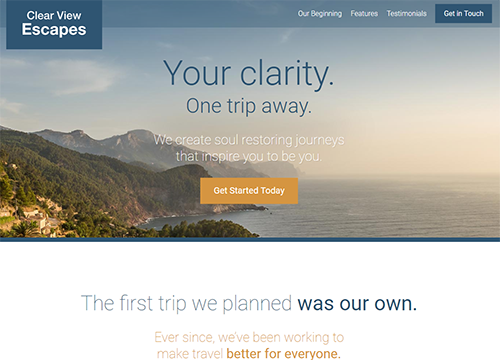 Clear View
Escapes
Our Beginning
Features
Testimonials
Get in Touch
Your clarity.
One trip away.
We create soul restoring journeys
that inspire you to be you.
Get Started Today
The first trip we planned was our own.
Ever since, we've been working to
make travel better for everyone.